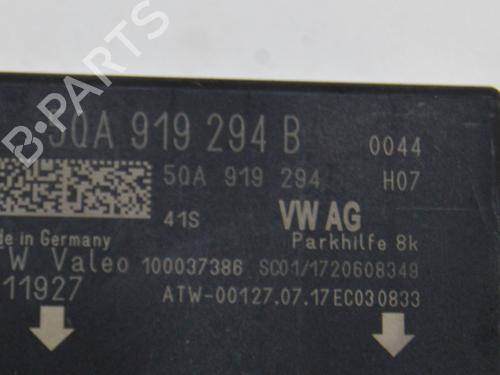 5QA 919 294 B 0044
5QA 919 294 H07
41S VW AG
de in Germany Parkhilfe 8k
TW Valeo 100037386 SC01/1720608349
11927 ATW-00127.07.17EC030833
B-PARTS